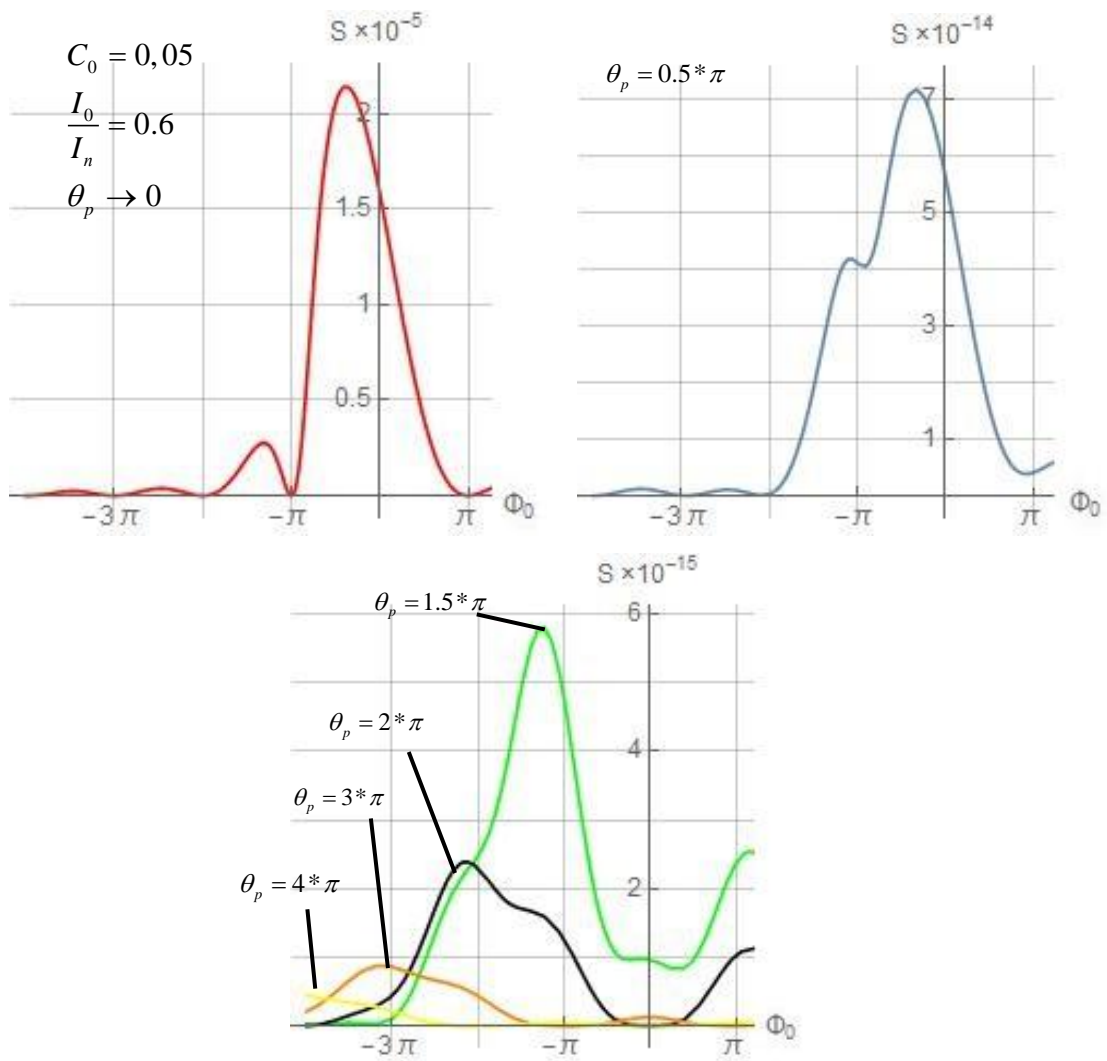 S ×10⁻⁵
C₀ = 0,05
I₀
Iₙ
= 0.6
θₚ → 0
2
1.5
1
0.5
−3π −π π Φ₀
S ×10⁻¹⁴
θₚ = 0.5*π
7
5
3
1
−3π −π π Φ₀
S ×10⁻¹⁵
θₚ = 1.5*π
6
θₚ = 2*π
4
θₚ = 3*π
θₚ = 4*π
2
−3π −π π Φ₀